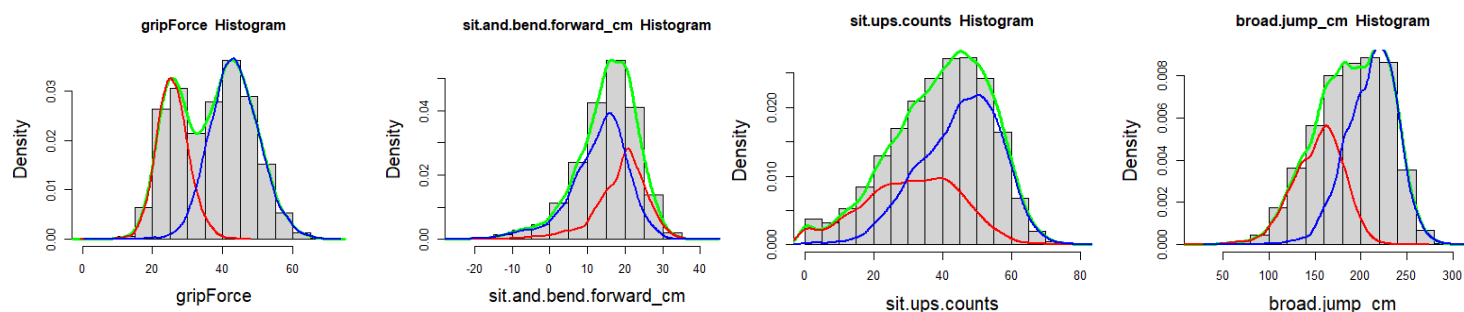 gripForce Histogram
Density
0.00 0.01 0.02 0.03
0 20 40 60
gripForce
sit.and.bend.forward_cm Histogram
Density
0.00 0.02 0.04
-20 -10 0 10 20 30 40
sit.and.bend.forward_cm
sit.ups.counts Histogram
Density
0.000 0.010 0.020
0 20 40 60 80
sit.ups.counts
broad.jump_cm Histogram
Density
0.000 0.002 0.004 0.006 0.008
50 100 150 200 250 300
broad.jump cm